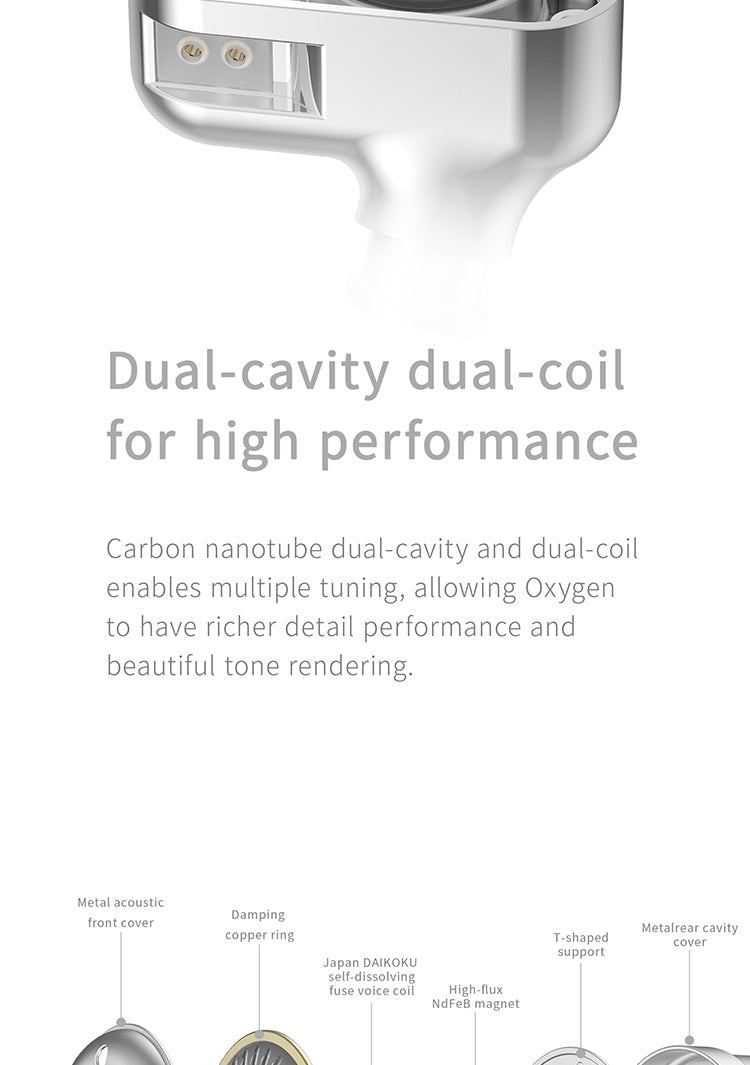 Dual-cavity dual-coil
for high performance
Carbon nanotube dual-cavity and dual-coil
enables multiple tuning, allowing Oxygen
to have richer detail performance and
beautiful tone rendering.
Metal acoustic
front cover
Damping
copper ring
Japan DAIKOKU
self-dissolving
fuse voice coil
High-flux
NdFeB magnet
T-shaped
support
Metalrear cavity
cover